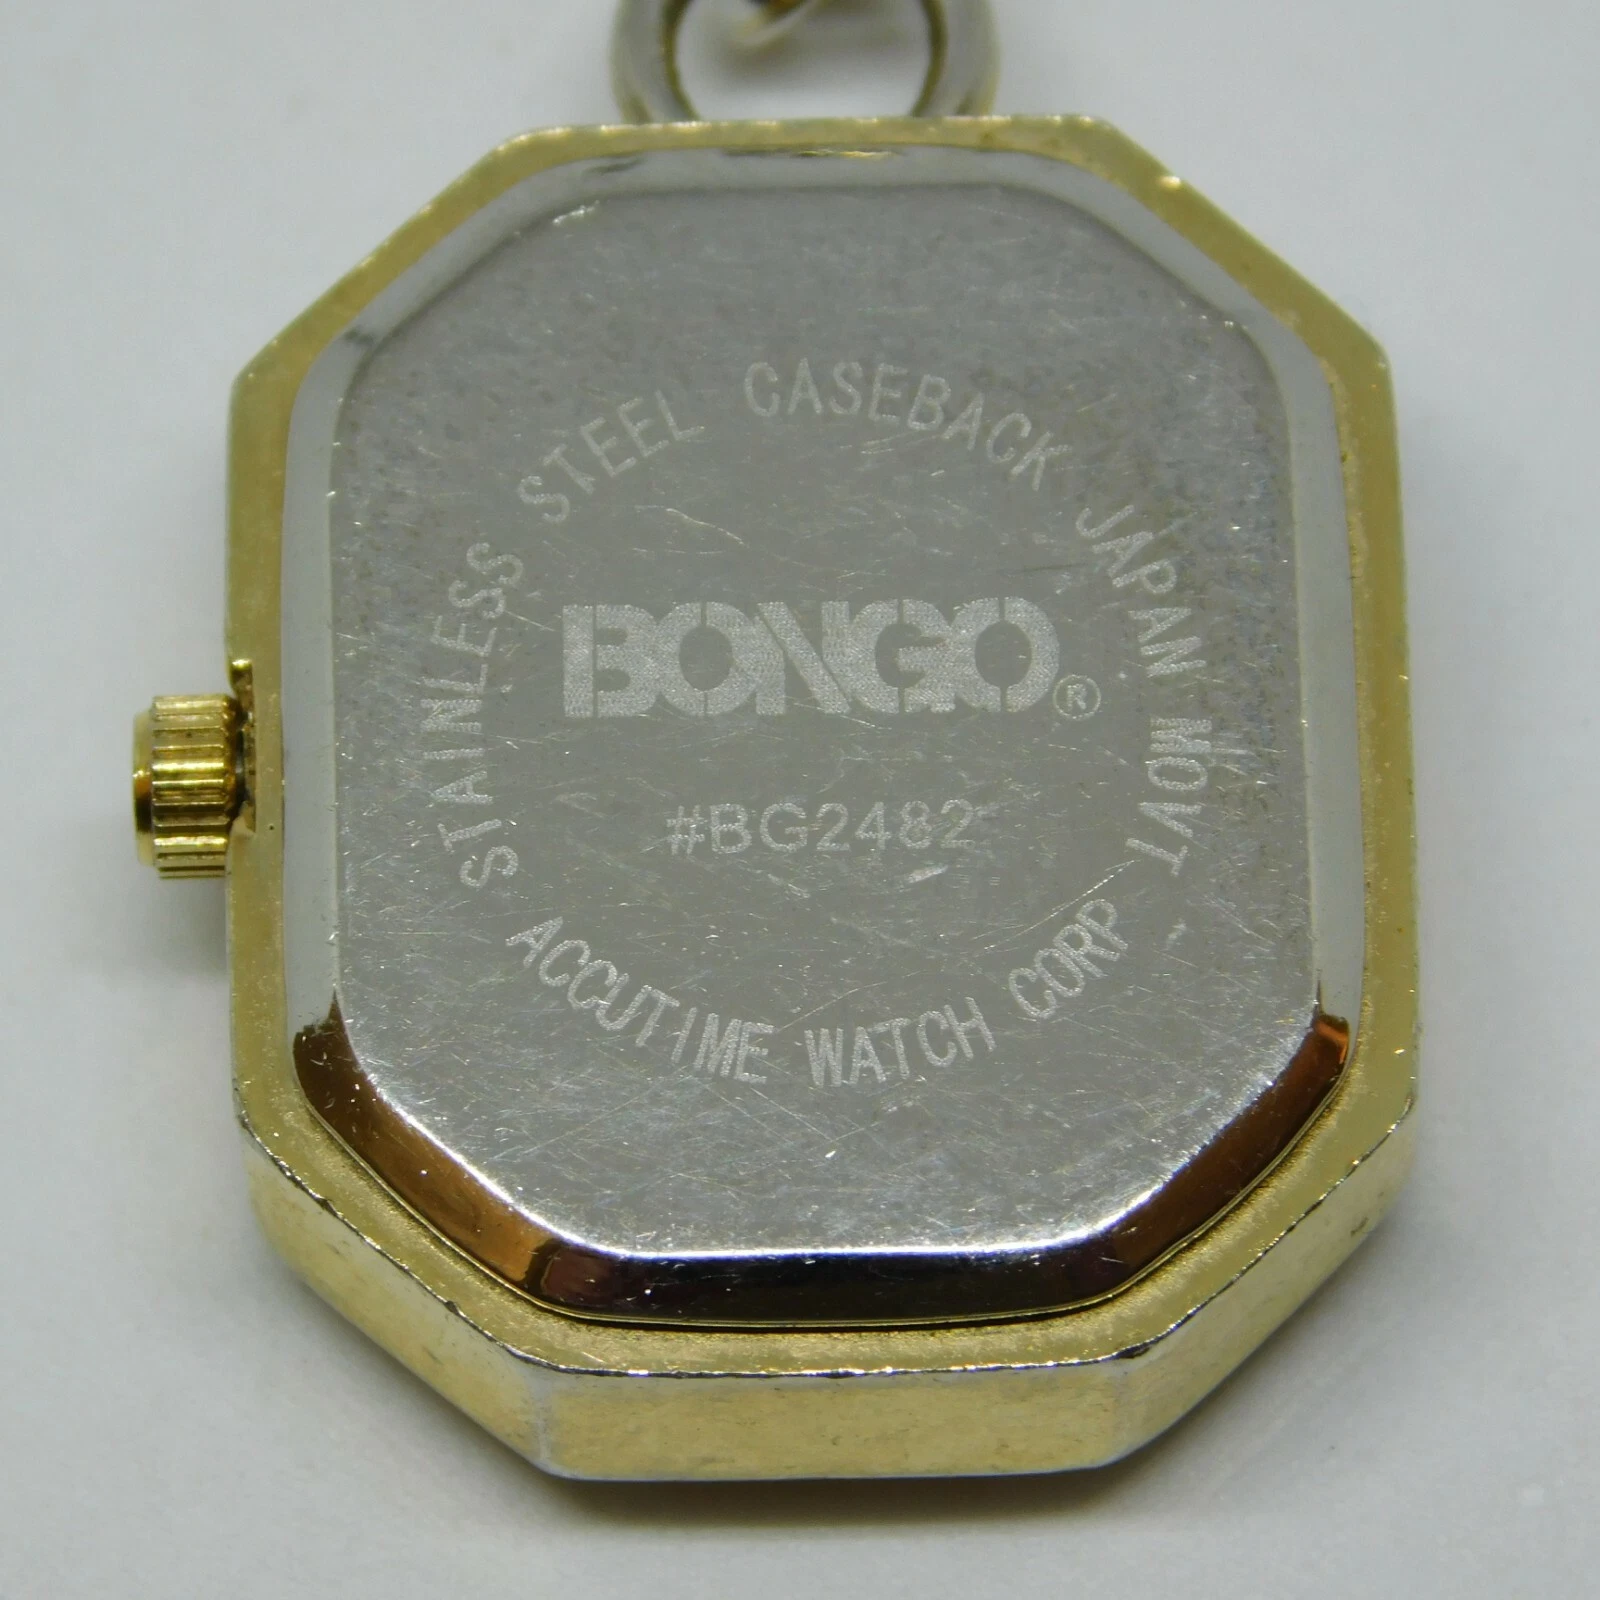 STAINLESS STEEL CASEBACK JAPAN MOVT
BONGO®
#BG2482
ACCUTIME WATCH CORP